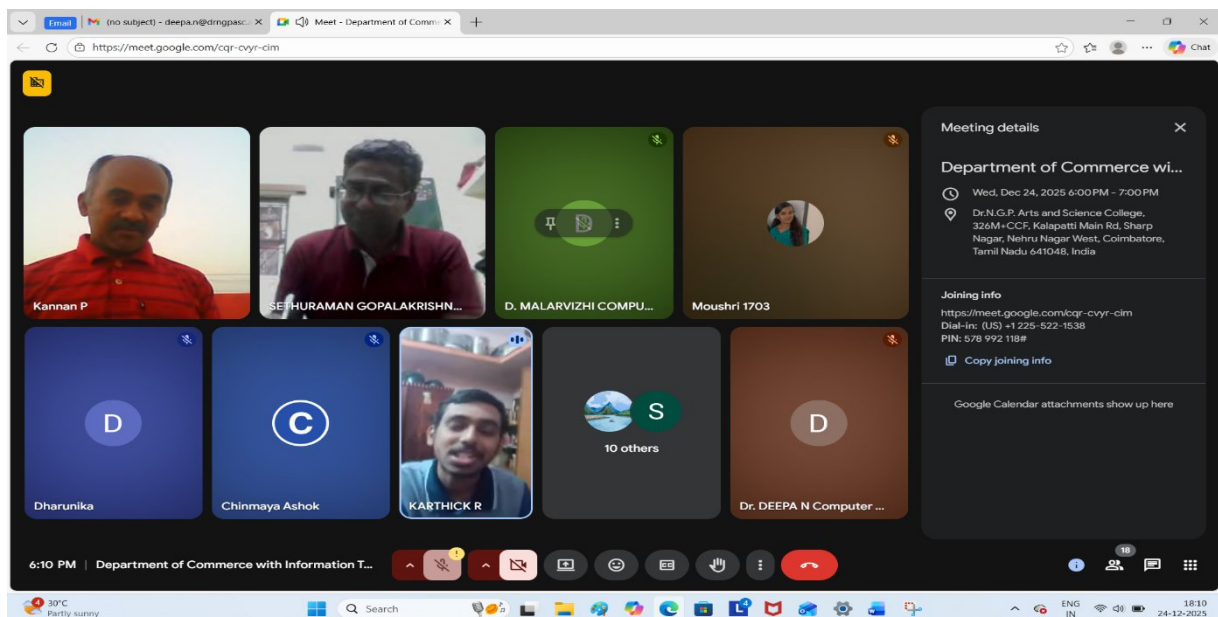 Email
(no subject) - deepa.n@drngpasc.
Meet - Department of Comm
https://meet.google.com/cqr-cvyr-cim
Chat
Kannan P
SETHURAMAN GOPALAKRISHN...
D. MALARVIZHI COMPU...
Moushri 1703
D
Dharunika
C
Chinmaya Ashok
KARTHICK R
S
10 others
D
Dr. DEEPA N Computer ...
Meeting details
Department of Commerce wi...
Wed, Dec 24, 2025 6:00 PM - 7:00 PM
Dr.N.G.P. Arts and Science College,
326M+CCF, Kalapatti Main Rd, Sharp
Nagar, Nehru Nagar West, Coimbatore,
Tamil Nadu 641048, India
Joining info
https://meet.google.com/cqr-cvyr-cim
Dial-in: (US) +1 225-522-1538
PIN: 578 992 118#
Copy joining info
Google Calendar attachments show up here
6:10 PM | Department of Commerce with Information T...
18
4
30°C
Partly sunny
Search
ENG
IN
18:10
24-12-2025